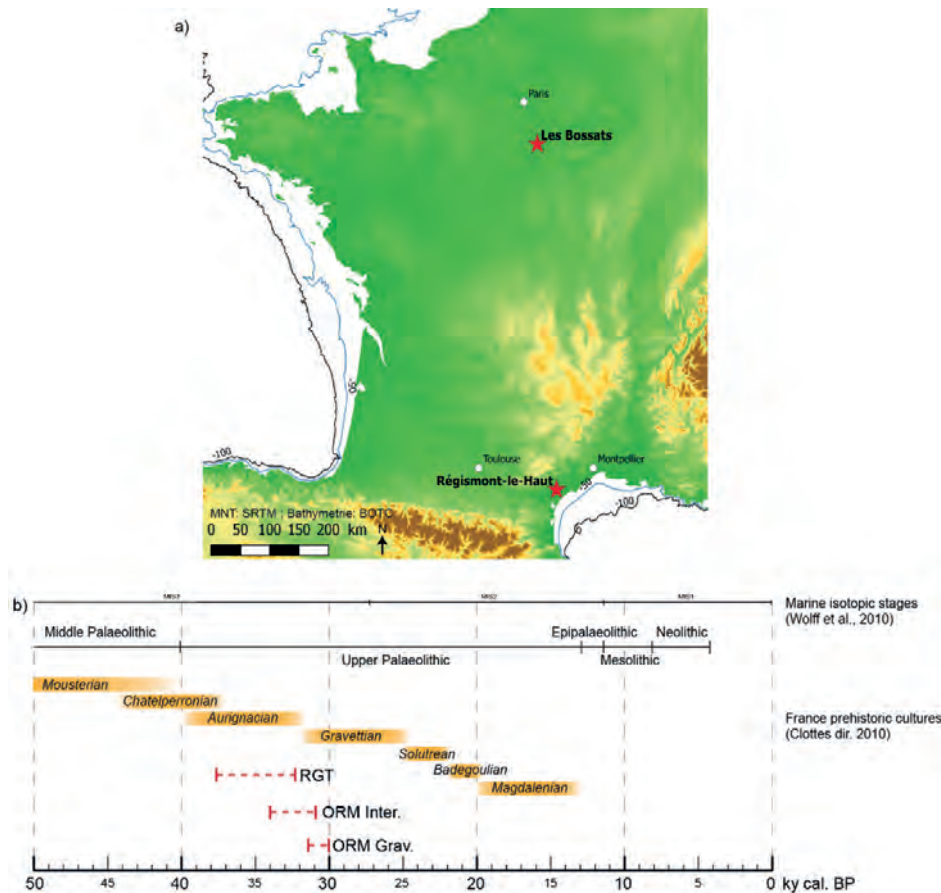 a)
Paris
Les Bossats
-50
-100
Toulouse
Montpellier
Régismont-le-Haut
-50
-100
MNT: SRTM ; Bathymetrie: BOTO
0 50 100 150 200 km N
b)
MIS3 MIS2 MIS1
Marine isotopic stages
(Wolff et al., 2010)
Middle Palaeolithic
Epipalaeolithic
Neolithic
Upper Palaeolithic
Mesolithic
Mousterian
Chatelperronian
Aurignacian
France prehistoric cultures
(Clottes dir. 2010)
Gravettian
Solutrean
Badegoulian
Magdalenian
RGT
ORM Inter.
ORM Grav.
50 45 40 35 30 25 20 15 10 5 0 ky cal. BP